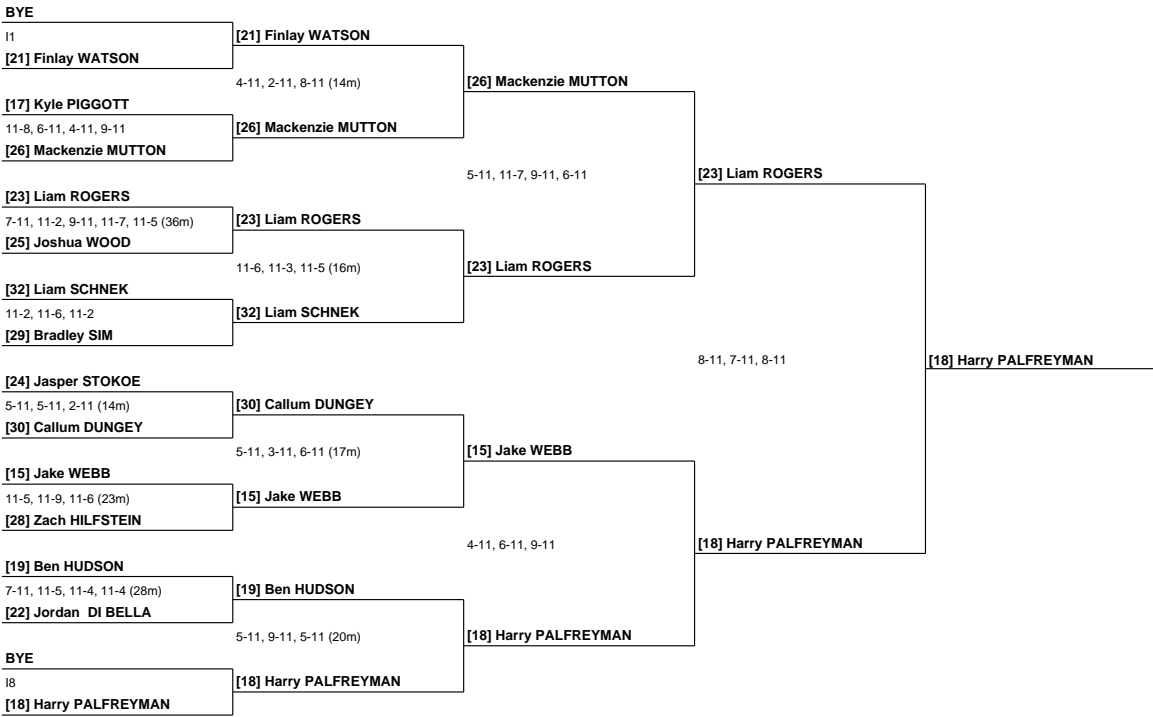 BYE
I1
[21] Finlay WATSON
[17] Kyle PIGGOTT
11-8, 6-11, 4-11, 9-11
[26] Mackenzie MUTTON
[23] Liam ROGERS
7-11, 11-2, 9-11, 11-7, 11-5 (36m)
[25] Joshua WOOD
[32] Liam SCHNEK
11-2, 11-6, 11-2
[29] Bradley SIM
[24] Jasper STOKOE
5-11, 5-11, 2-11 (14m)
[30] Callum DUNGEY
[15] Jake WEBB
11-5, 11-9, 11-6 (23m)
[28] Zach HILFSTEIN
[19] Ben HUDSON
7-11, 11-5, 11-4, 11-4 (28m)
[22] Jordan  DI BELLA
BYE
I8
[18] Harry PALFREYMAN
[21] Finlay WATSON
4-11, 2-11, 8-11 (14m)
[26] Mackenzie MUTTON
[23] Liam ROGERS
11-6, 11-3, 11-5 (16m)
[32] Liam SCHNEK
[30] Callum DUNGEY
5-11, 3-11, 6-11 (17m)
[15] Jake WEBB
[19] Ben HUDSON
5-11, 9-11, 5-11 (20m)
[18] Harry PALFREYMAN
[26] Mackenzie MUTTON
5-11, 11-7, 9-11, 6-11
[23] Liam ROGERS
[15] Jake WEBB
4-11, 6-11, 9-11
[18] Harry PALFREYMAN
[23] Liam ROGERS
8-11, 7-11, 8-11
[18] Harry PALFREYMAN
[18] Harry PALFREYMAN